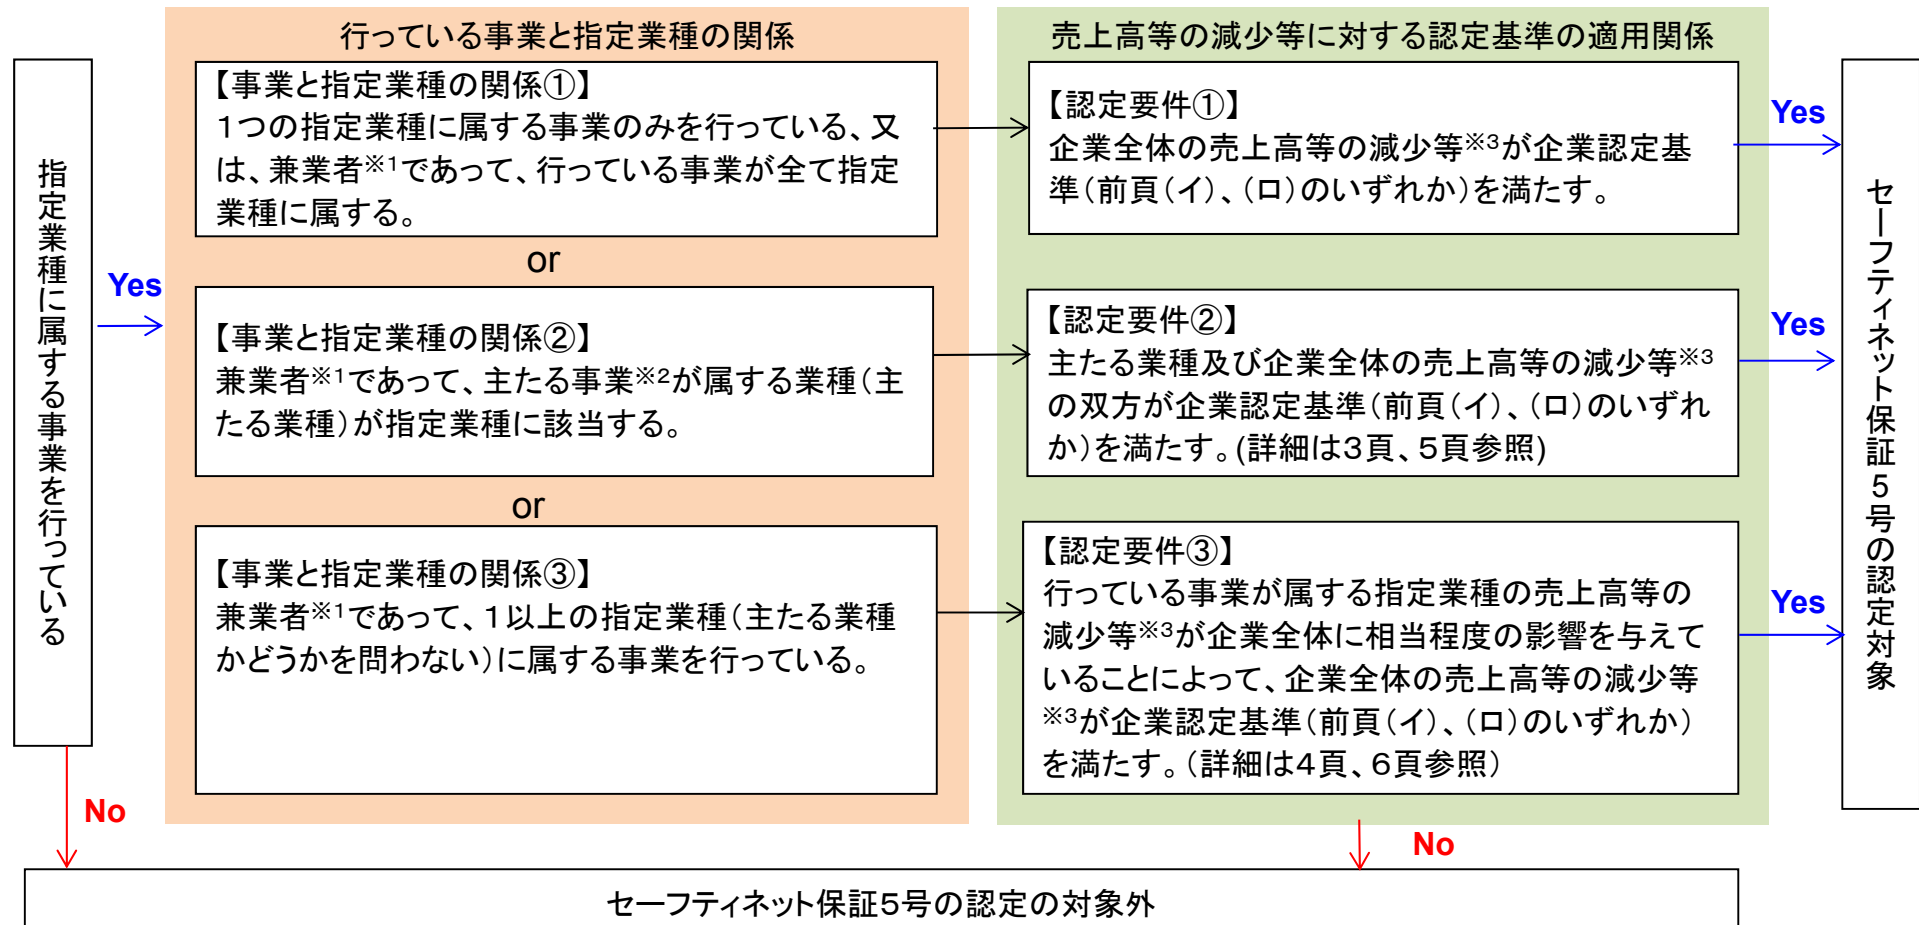 指定業種に属する事業を行っている
Yes
No
行っている事業と指定業種の関係
【事業と指定業種の関係①】
1つの指定業種に属する事業のみを行っている、又
は、兼業者※1であって、行っている事業が全て指定
業種に属する。
or
【事業と指定業種の関係②】
兼業者※1であって、主たる事業※2が属する業種(主
たる業種)が指定業種に該当する。
or
【事業と指定業種の関係③】
兼業者※1であって、1以上の指定業種(主たる業種
かどうかを問わない)に属する事業を行っている。
売上高等の減少等に対する認定基準の適用関係
【認定要件①】
企業全体の売上高等の減少等※3が企業認定基
準(前頁(イ)、(ロ)のいずれか)を満たす。
Yes
【認定要件②】
主たる業種及び企業全体の売上高等の減少等※3
の双方が企業認定基準(前頁(イ)、(ロ)のいずれ
か)を満たす。(詳細は3頁、5頁参照)
Yes
【認定要件③】
行っている事業が属する指定業種の売上高等の
減少等※3が企業全体に相当程度の影響を与えて
いることによって、企業全体の売上高等の減少等
※3が企業認定基準(前頁(イ)、(ロ)のいずれか)
を満たす。(詳細は4頁、6頁参照)
Yes
No
セーフティネット保証5号の認定対象
セーフティネット保証5号の認定の対象外